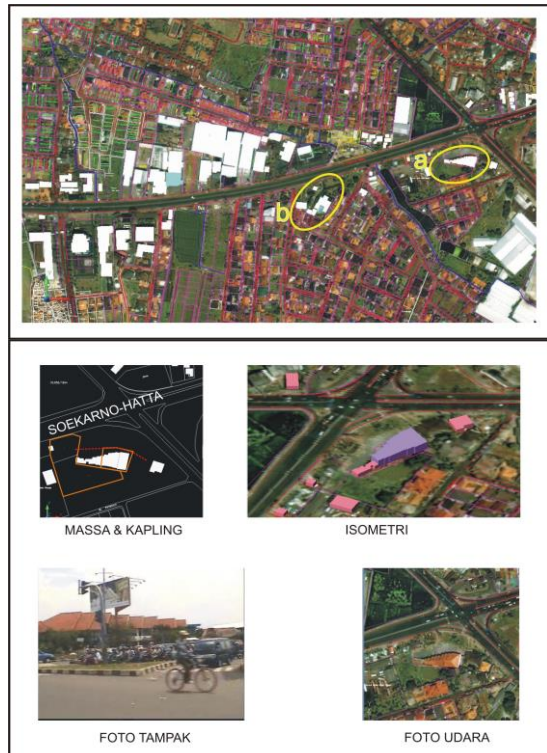 a
b
SOEKARNO-HATTA
MASSA & KAPLING
ISOMETRI
FOTO TAMPAK
FOTO UDARA